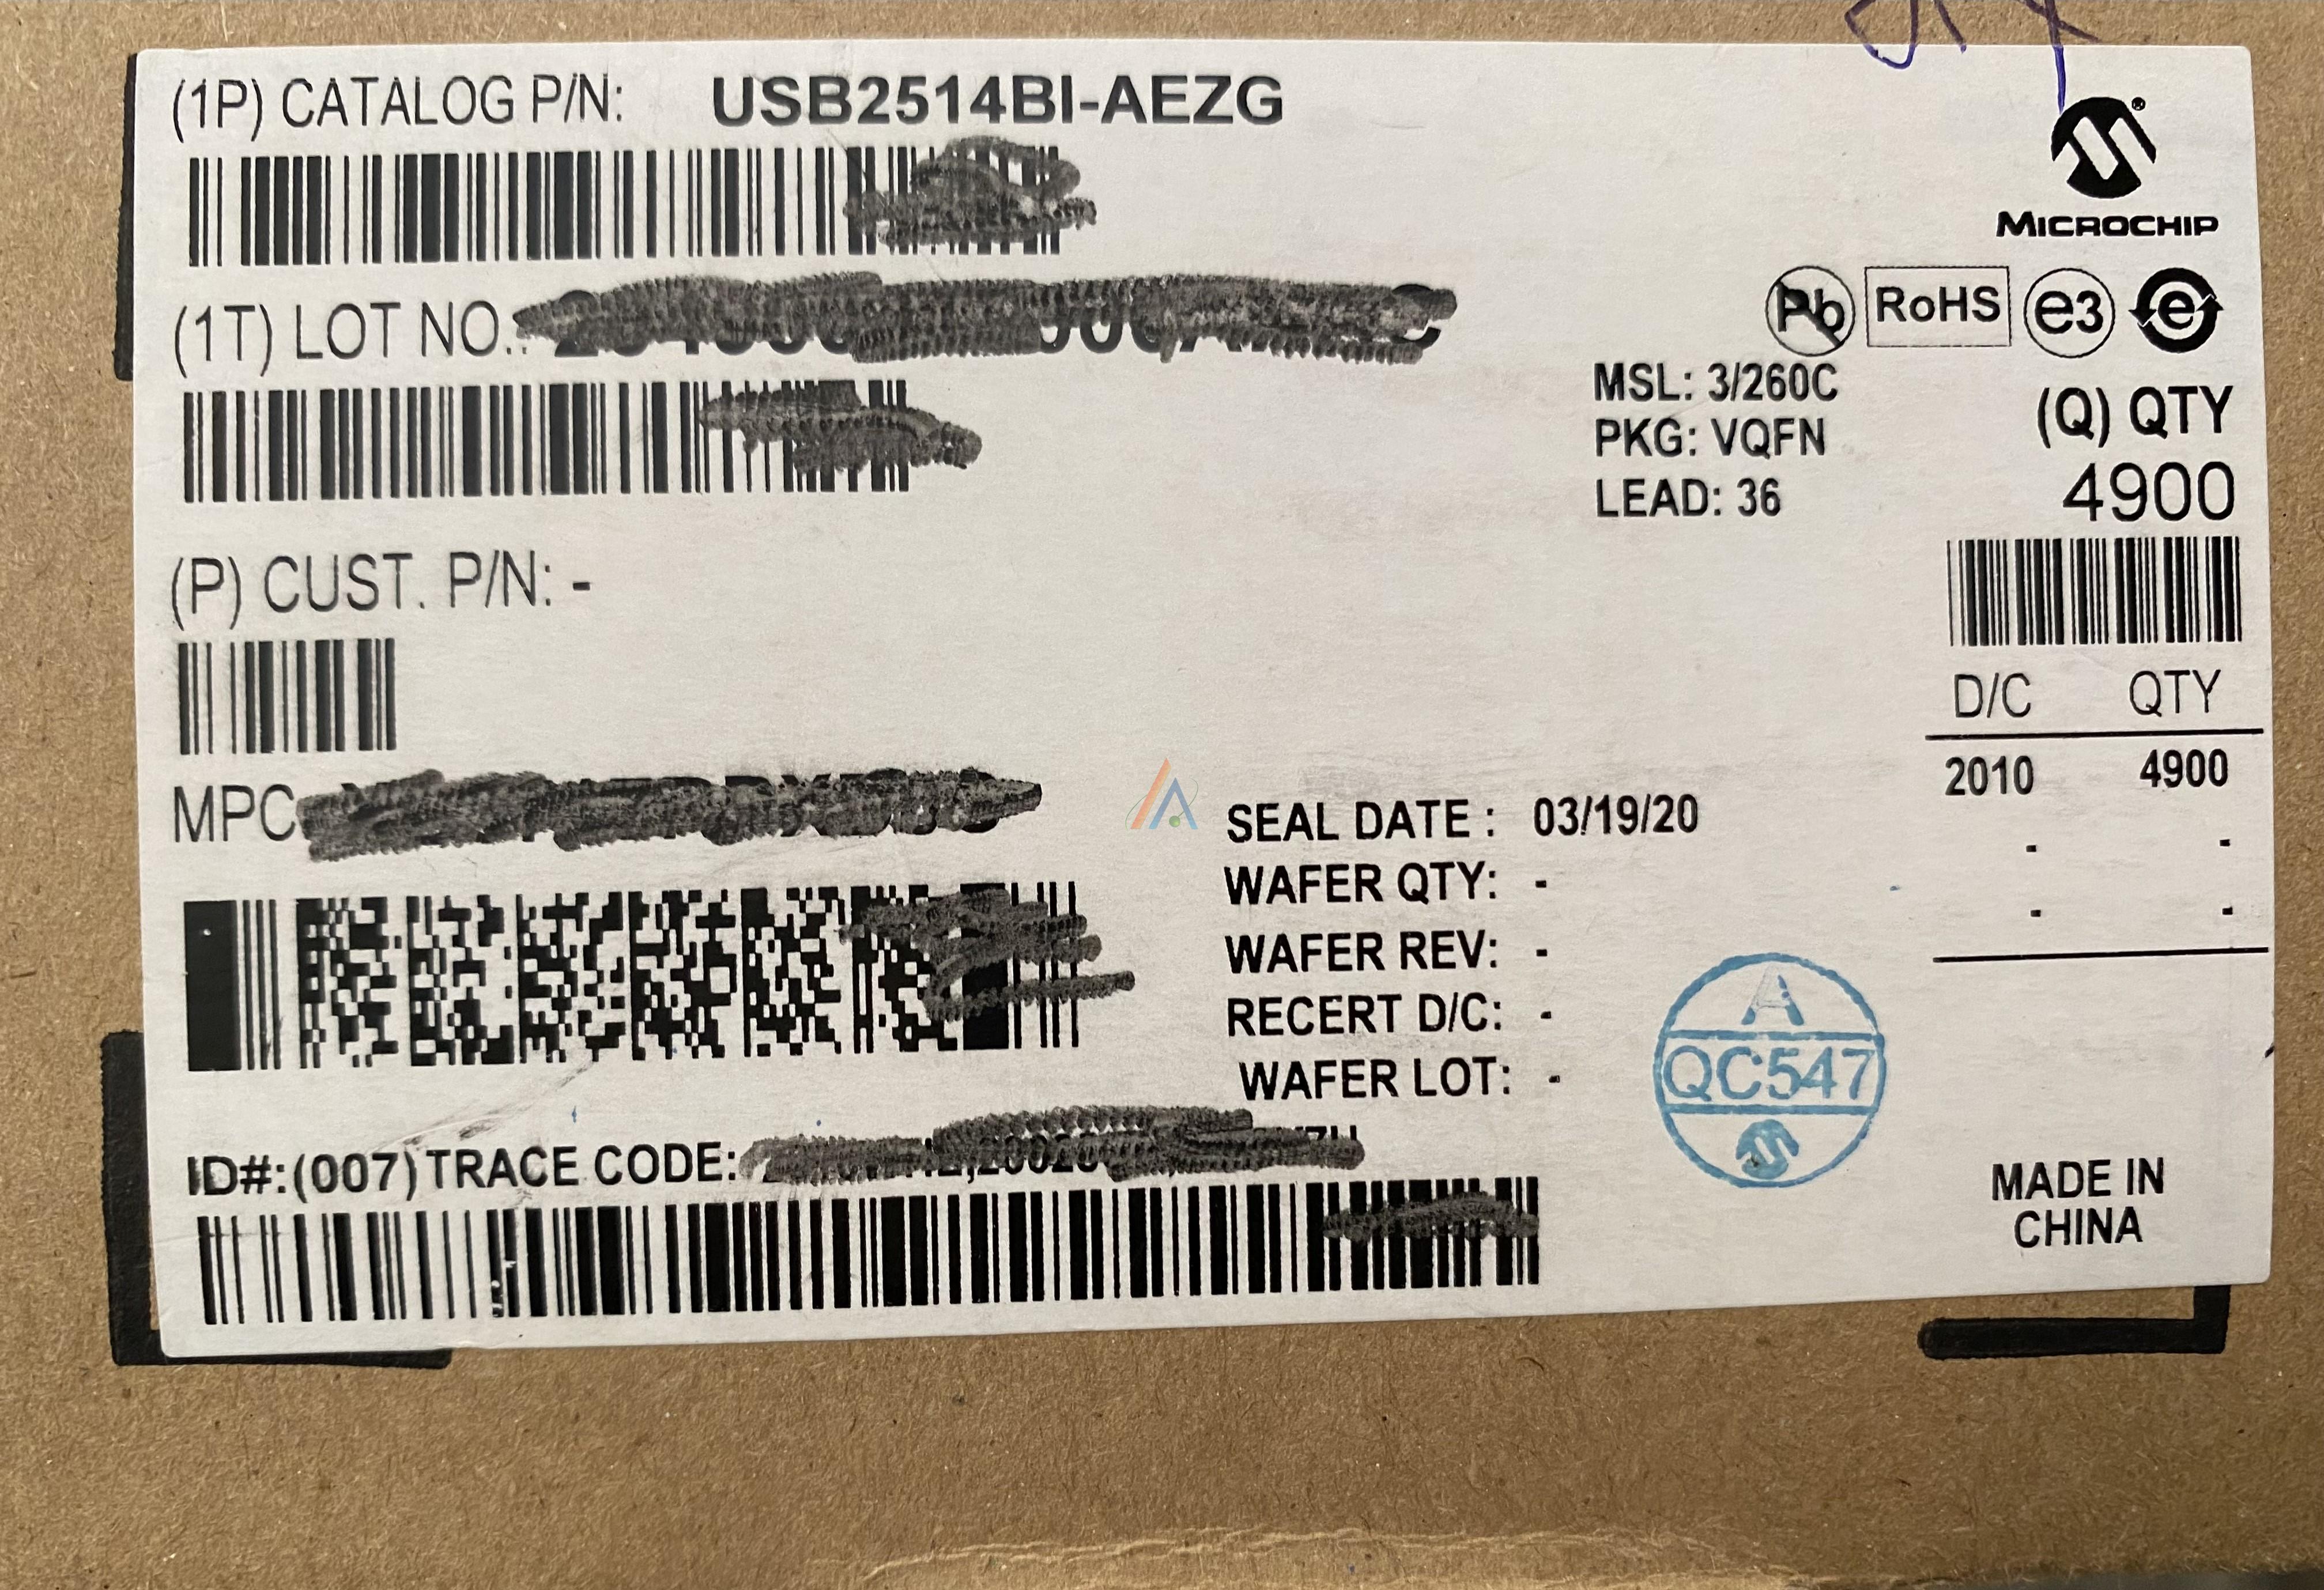 (1P) CATALOG P/N: USB2514BI-AEZG
MICROCHIP
(1T) LOT NO.:
Pb RoHS e3 e
MSL: 3/260C
PKG: VQFN
LEAD: 36
(Q) QTY
4900
(P) CUST. P/N: -
D/C QTY
2010 4900
- -
- -
MPC
SEAL DATE : 03/19/20
WAFER QTY: -
WAFER REV: -
RECERT D/C: -
WAFER LOT: -
A
QC547
ID#:(007) TRACE CODE:
MADE IN
CHINA